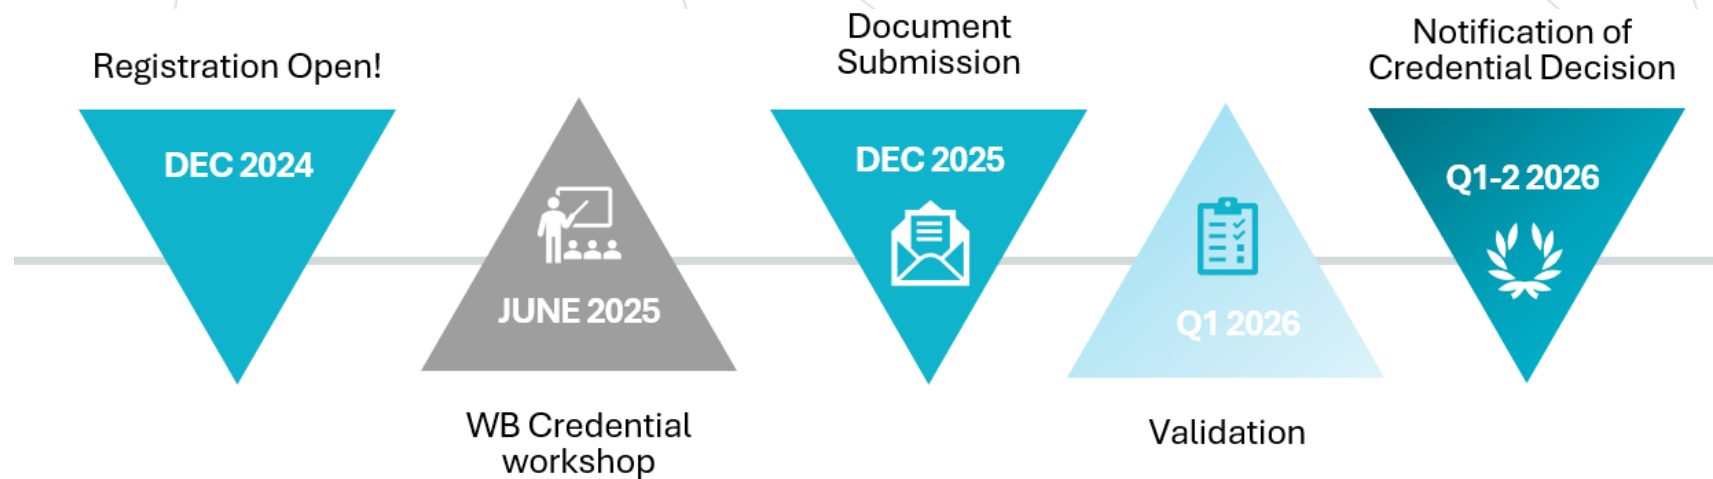 Registration Open!
DEC 2024
JUNE 2025
WB Credential
workshop
Document
Submission
DEC 2025
Q1 2026
Validation
Notification of
Credential Decision
Q1-2 2026